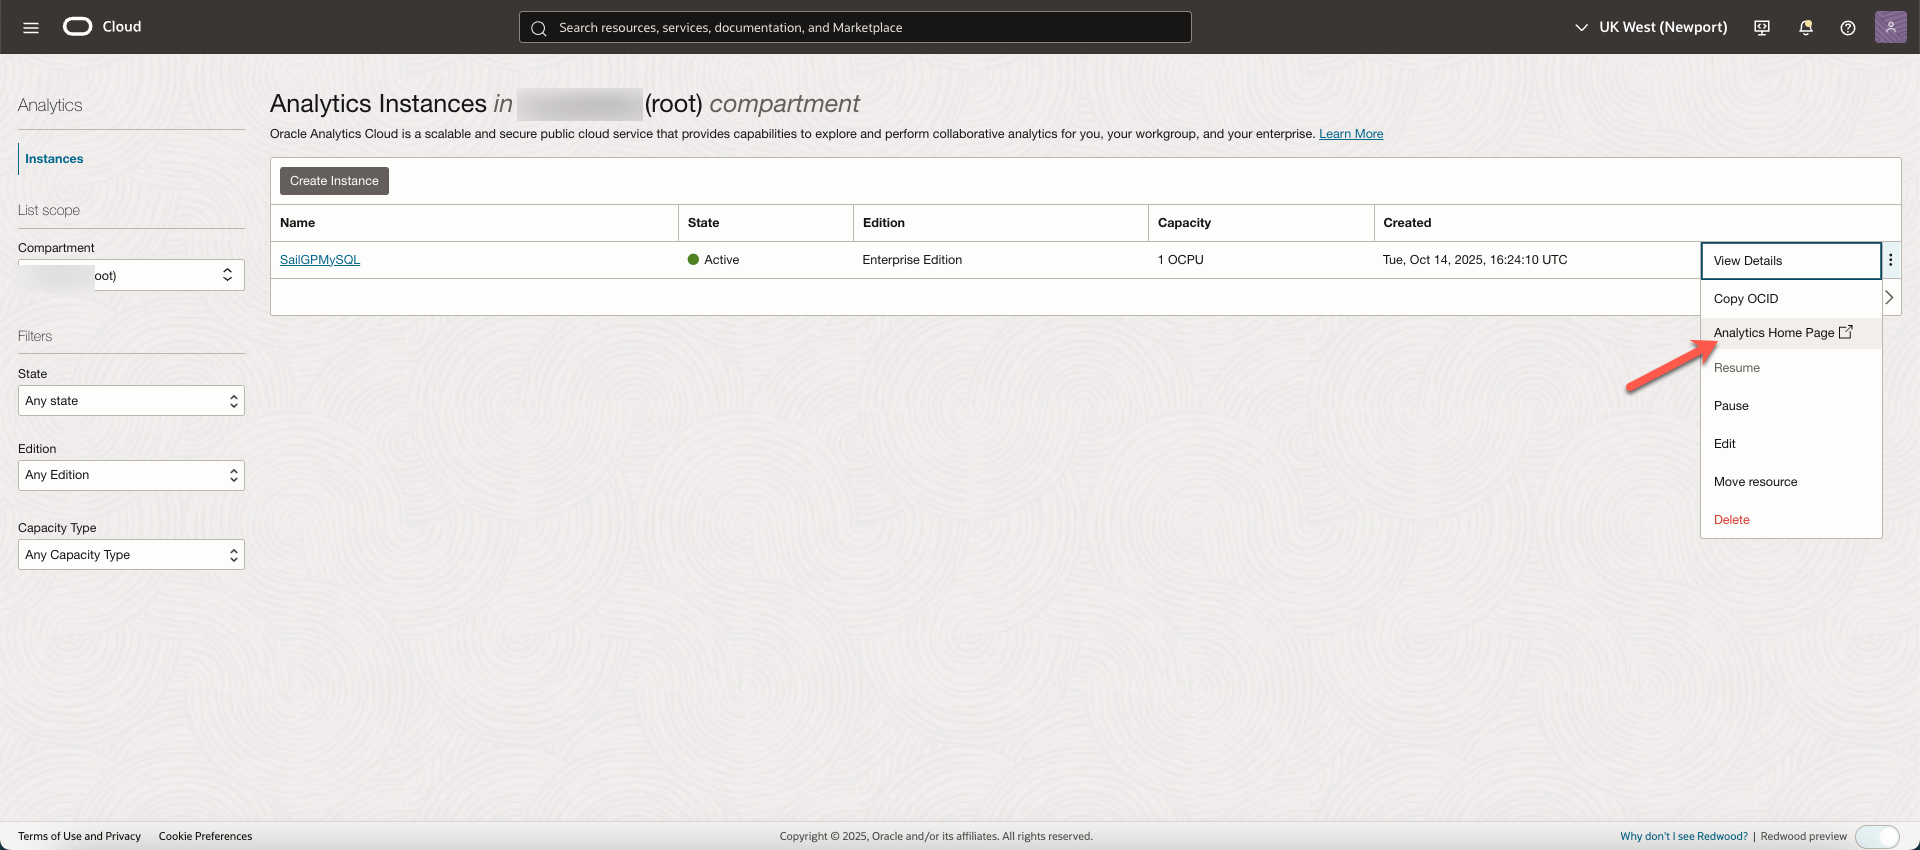 Cloud
Search resources, services, documentation, and Marketplace
UK West (Newport)
Analytics
Instances
List scope
Compartment
oot)
Filters
State
Any state
Edition
Any Edition
Capacity Type
Any Capacity Type
Analytics Instances in (root) compartment
Oracle Analytics Cloud is a scalable and secure public cloud service that provides capabilities to explore and perform collaborative analytics for you, your workgroup, and your enterprise. Learn More
Create Instance
Name State Edition Capacity Created
SailGPMySQL Active Enterprise Edition 1 OCPU Tue, Oct 14, 2025, 16:24:10 UTC
View Details
Copy OCID
Analytics Home Page
Resume
Pause
Edit
Move resource
Delete
Terms of Use and Privacy Cookie Preferences
Copyright © 2025, Oracle and/or its affiliates. All rights reserved.
Why don't I see Redwood? | Redwood preview